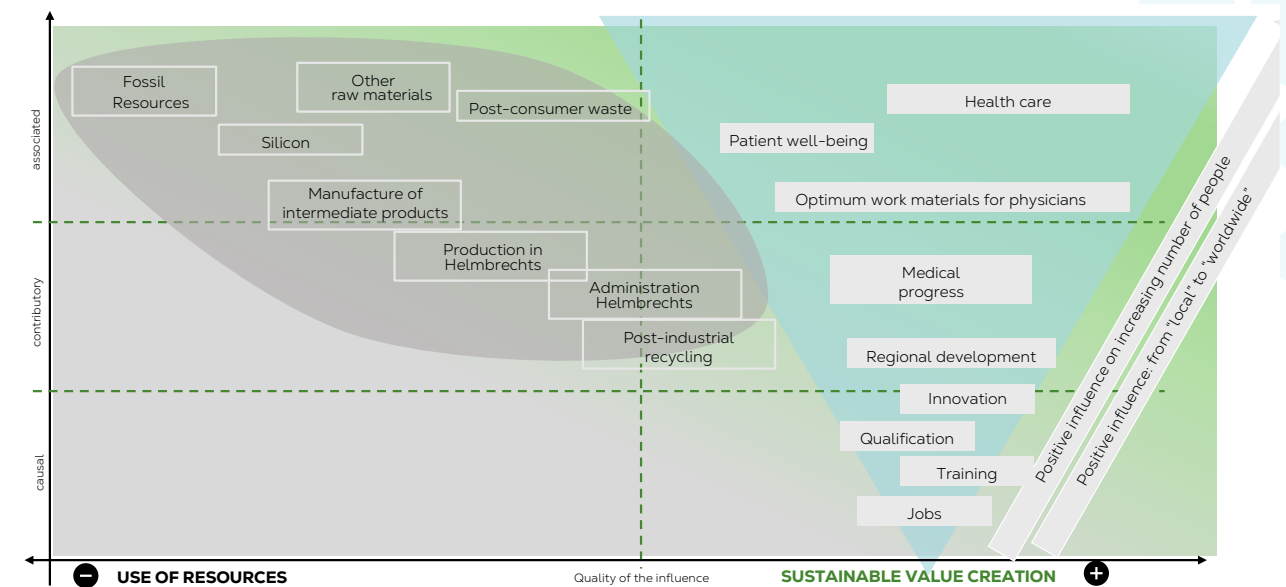 associated
contributory
causal
Fossil
Resources
Other
raw materials
Post-consumer waste
Silicon
Manufacture of
intermediate products
Production in
Helmbrechts
Administration
Helmbrechts
Post-industrial
recycling
Health care
Patient well-being
Optimum work materials for physicians
Medical
progress
Regional development
Innovation
Qualification
Training
Jobs
Positive influence on increasing number of people
Positive influence: from “local” to “worldwide”
− USE OF RESOURCES
Quality of the influence
SUSTAINABLE VALUE CREATION +